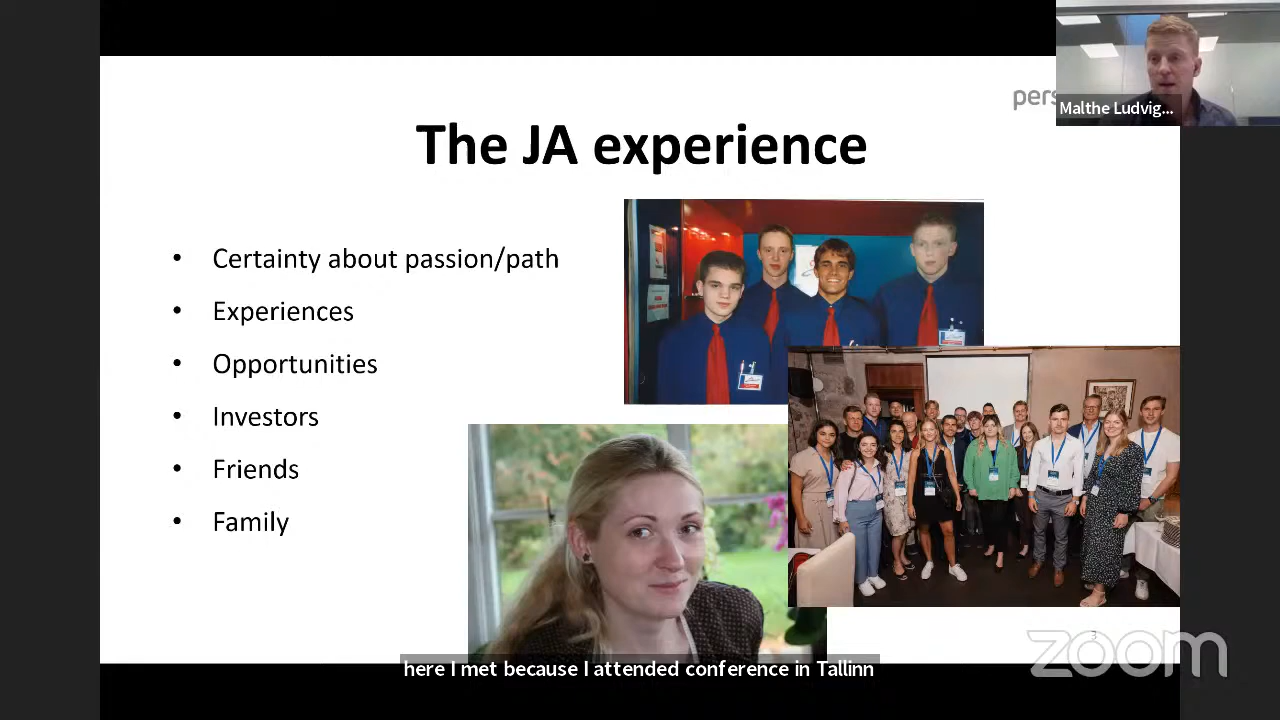 Malthe Ludvig...
The JA experience
• Certainty about passion/path
• Experiences
• Opportunities
• Investors
• Friends
• Family
3
zoom
here I met because I attended conference in Tallinn